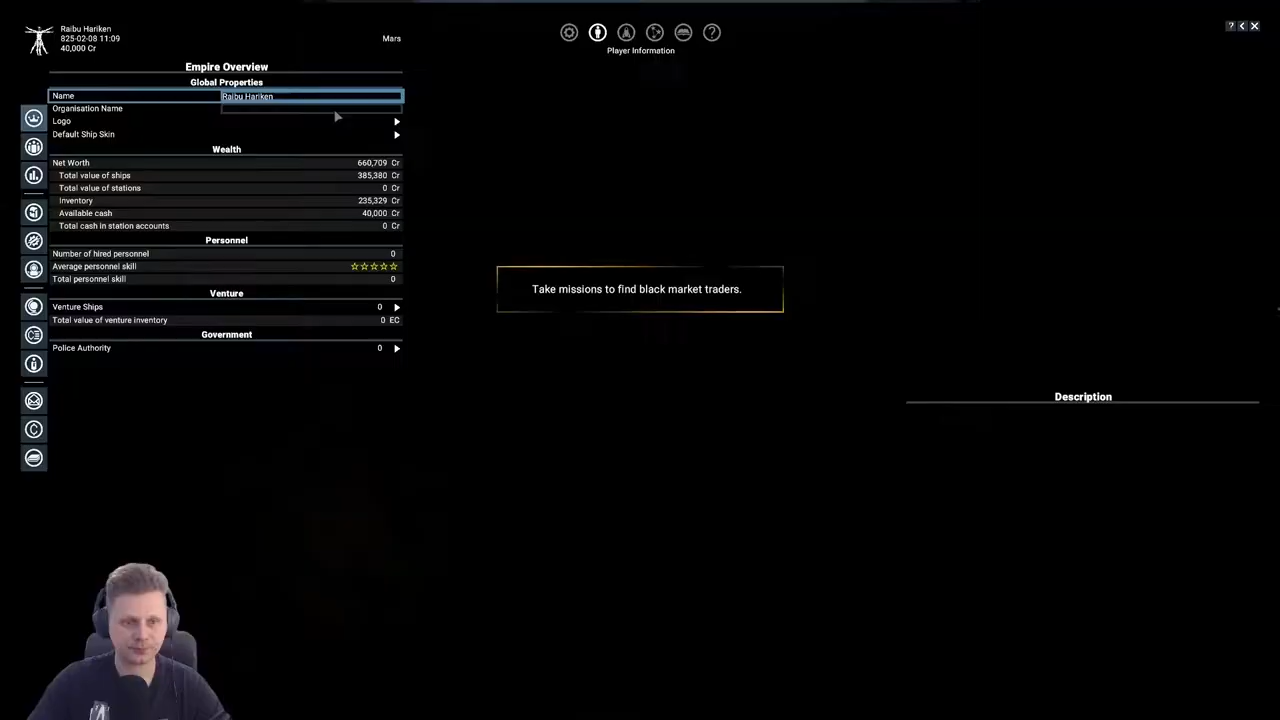 Raibu Hariken
825-02-08 11:09
40,000 Cr
Mars
Player Information
Empire Overview
Global Properties
Name Raibu Hariken
Organisation Name
Logo
Default Ship Skin
Wealth
Net Worth 660,709 Cr
Total value of ships 385,380 Cr
Total value of stations 0 Cr
Inventory 235,329 Cr
Available cash 40,000 Cr
Total cash in station accounts 0 Cr
Personnel
Number of hired personnel 0
Average personnel skill ☆☆☆☆☆
Total personnel skill 0
Venture
Venture Ships 0
Total value of venture inventory 0 EC
Government
Police Authority 0
Take missions to find black market traders.
Description